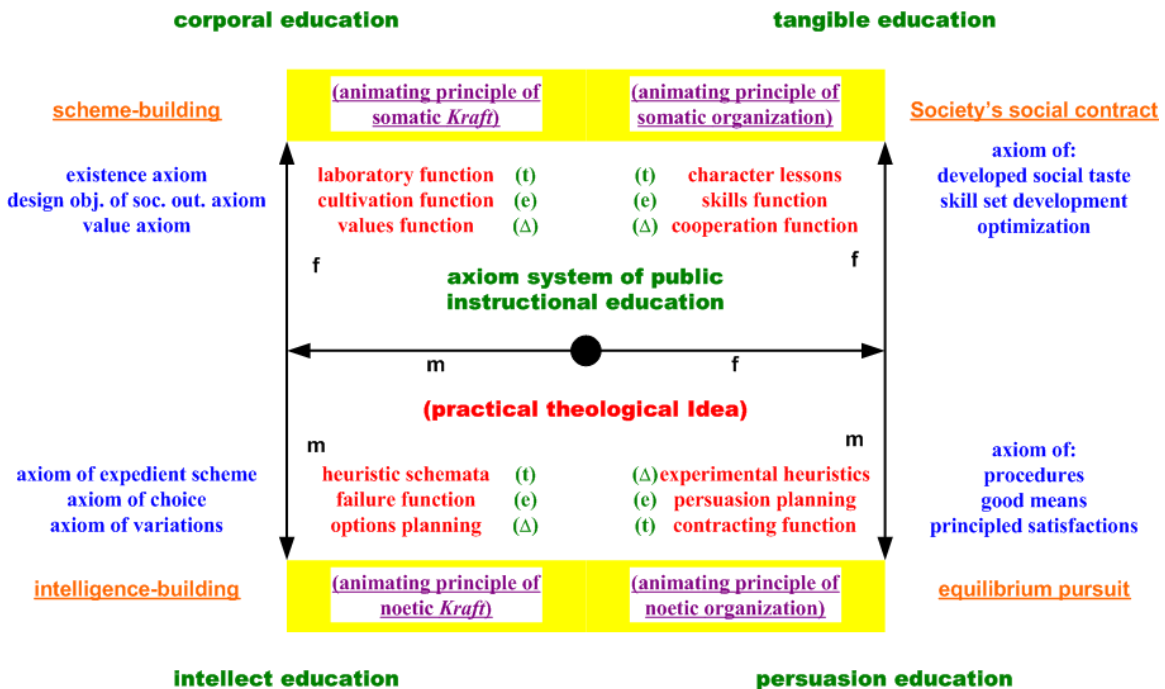 corporal education
tangible education
scheme-building
(animating principle of
somatic Kraft)
(animating principle of
somatic organization)
Society's social contract
existence axiom
design obj. of soc. out. axiom
value axiom
laboratory function (t)
cultivation function (e)
values function (Δ)
(t) character lessons
(e) skills function
(Δ) cooperation function
axiom of:
developed social taste
skill set development
optimization
f
f
axiom system of public
instructional education
m
f
(practical theological Idea)
m
m
axiom of expedient scheme
axiom of choice
axiom of variations
heuristic schemata (t)
failure function (e)
options planning (Δ)
(Δ) experimental heuristics
(e) persuasion planning
(t) contracting function
axiom of:
procedures
good means
principled satisfactions
intelligence-building
(animating principle of
noetic Kraft)
(animating principle of
noetic organization)
equilibrium pursuit
intellect education
persuasion education